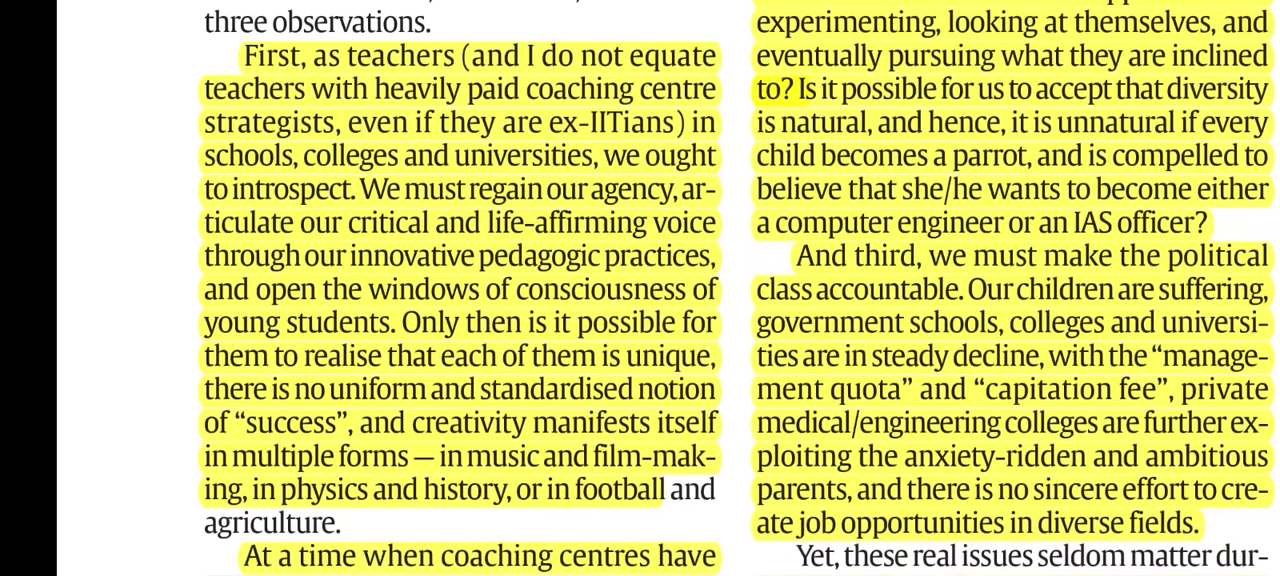 three observations.
First, as teachers (and I do not equate
teachers with heavily paid coaching centre
strategists, even if they are ex-IITians) in
schools, colleges and universities, we ought
to introspect. We must regain our agency, ar-
ticulate our critical and life-affirming voice
through our innovative pedagogic practices,
and open the windows of consciousness of
young students. Only then is it possible for
them to realise that each of them is unique,
there is no uniform and standardised notion
of “success”, and creativity manifests itself
in multiple forms — in music and film-mak-
ing, in physics and history, or in football and
agriculture.
At a time when coaching centres have
experimenting, looking at themselves, and
eventually pursuing what they are inclined
to? Is it possible for us to accept that diversity
is natural, and hence, it is unnatural if every
child becomes a parrot, and is compelled to
believe that she/he wants to become either
a computer engineer or an IAS officer?
And third, we must make the political
class accountable. Our children are suffering,
government schools, colleges and universi-
ties are in steady decline, with the “manage-
ment quota” and “capitation fee”, private
medical/engineering colleges are further ex-
ploiting the anxiety-ridden and ambitious
parents, and there is no sincere effort to cre-
ate job opportunities in diverse fields.
Yet, these real issues seldom matter dur-